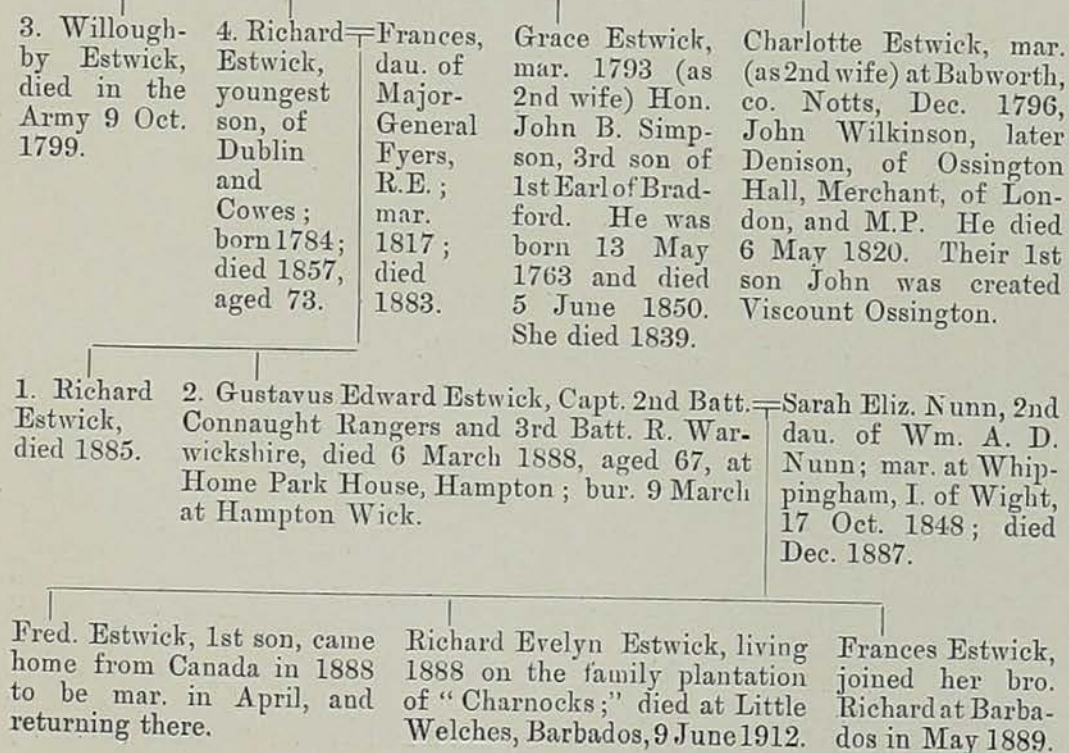 3. Willough-
by Estwick,
died in the
Army 9 Oct.
1799.
4. Richard=Frances,
Estwick,
youngest
son, of
Dublin
and
Cowes;
born 1784;
died 1857,
aged 73.
dau. of
Major-
General
Fyers,
R.E.;
mar.
1817;
died
1883.
Grace Estwick,
mar. 1793 (as
2nd wife) Hon.
John B. Simp-
son, 3rd son of
1st Earl of Brad-
ford. He was
born 13 May
1763 and died
5 June 1850.
She died 1839.
Charlotte Estwick, mar.
(as 2nd wife) at Babworth,
co. Notts, Dec. 1796,
John Wilkinson, later
Denison, of Ossington
Hall, Merchant, of Lon-
don, and M.P. He died
6 May 1820. Their 1st
son John was created
Viscount Ossington.
1. Richard
Estwick,
died 1885.
2. Gustavus Edward Estwick, Capt. 2nd Batt.=Sarah Eliz. Nunn, 2nd
Connaught Rangers and 3rd Batt. R. War-
wickshire, died 6 March 1888, aged 67, at
Home Park House, Hampton; bur. 9 March
at Hampton Wick.
dau. of Wm. A. D.
Nunn; mar. at Whip-
pingham, I. of Wight,
17 Oct. 1848; died
Dec. 1887.
Fred. Estwick, 1st son, came
home from Canada in 1888
to be mar. in April, and
returning there.
Richard Evelyn Estwick, living
1888 on the family plantation
of "Charnocks;" died at Little
Welches, Barbados, 9 June 1912.
Frances Estwick,
joined her bro.
Richard at Barba-
dos in May 1889.